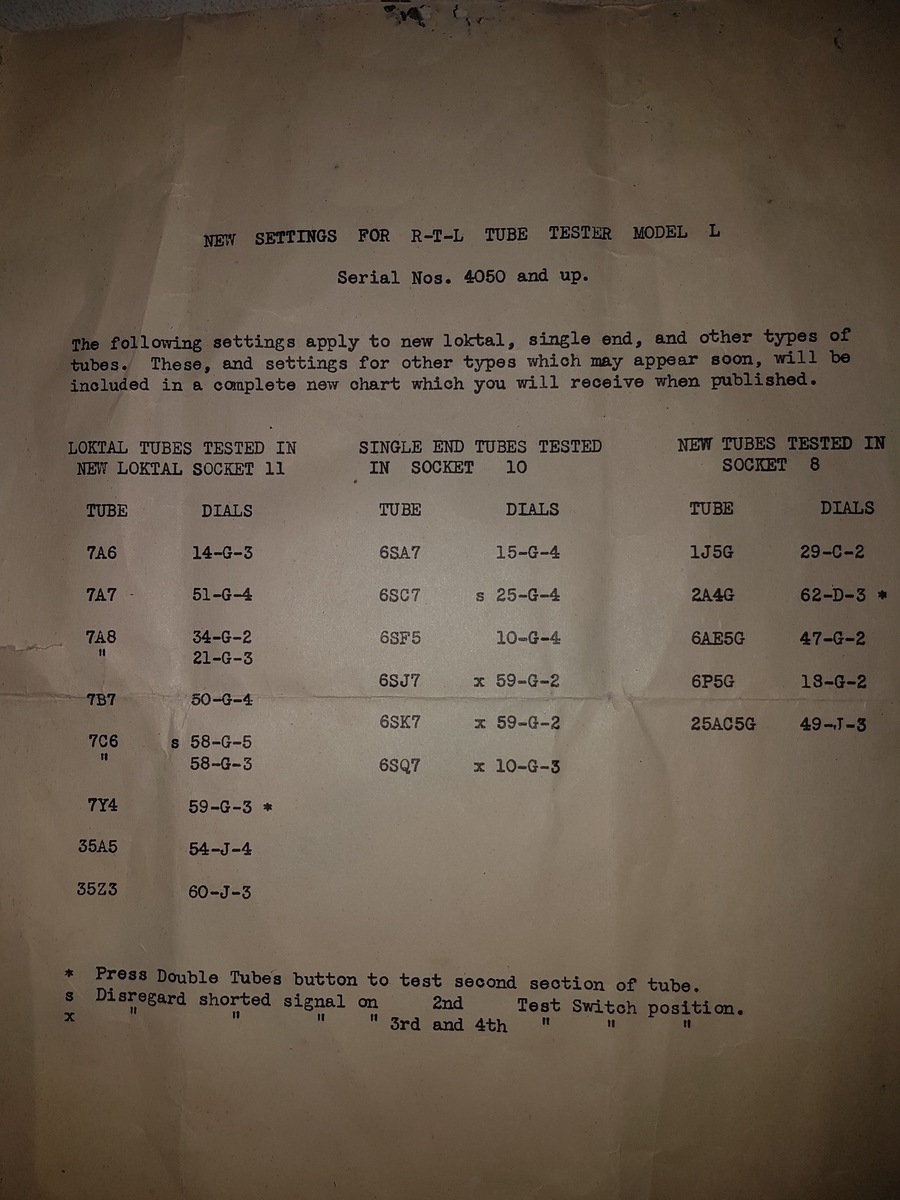 NEW SETTINGS FOR R-T-L TUBE TESTER MODEL L
Serial Nos. 4050 and up.
The following settings apply to new loktal, single end, and other types of
tubes. These, and settings for other types which may appear soon, will be
included in a complete new chart which you will receive when published.
LOKTAL TUBES TESTED IN
NEW LOKTAL SOCKET 11
TUBE DIALS
7A6 14-G-3
7A7 51-G-4
7A8 34-G-2
" 21-G-3
7B7 50-G-4
7C6 s 58-G-5
" 58-G-3
7Y4 59-G-3 *
35A5 54-J-4
35Z3 60-J-3
SINGLE END TUBES TESTED
IN SOCKET 10
TUBE DIALS
6SA7 15-G-4
6SC7 s 25-G-4
6SF5 10-G-4
6SJ7 x 59-G-2
6SK7 x 59-G-2
6SQ7 x 10-G-3
NEW TUBES TESTED IN
SOCKET 8
TUBE DIALS
1J5G 29-C-2
2A4G 62-D-3 *
6AE5G 47-G-2
6P5G 18-G-2
25AC5G 49-J-3
* Press Double Tubes button to test second section of tube.
s Disregard shorted signal on 2nd Test Switch position.
x " " " " 3rd and 4th " " "